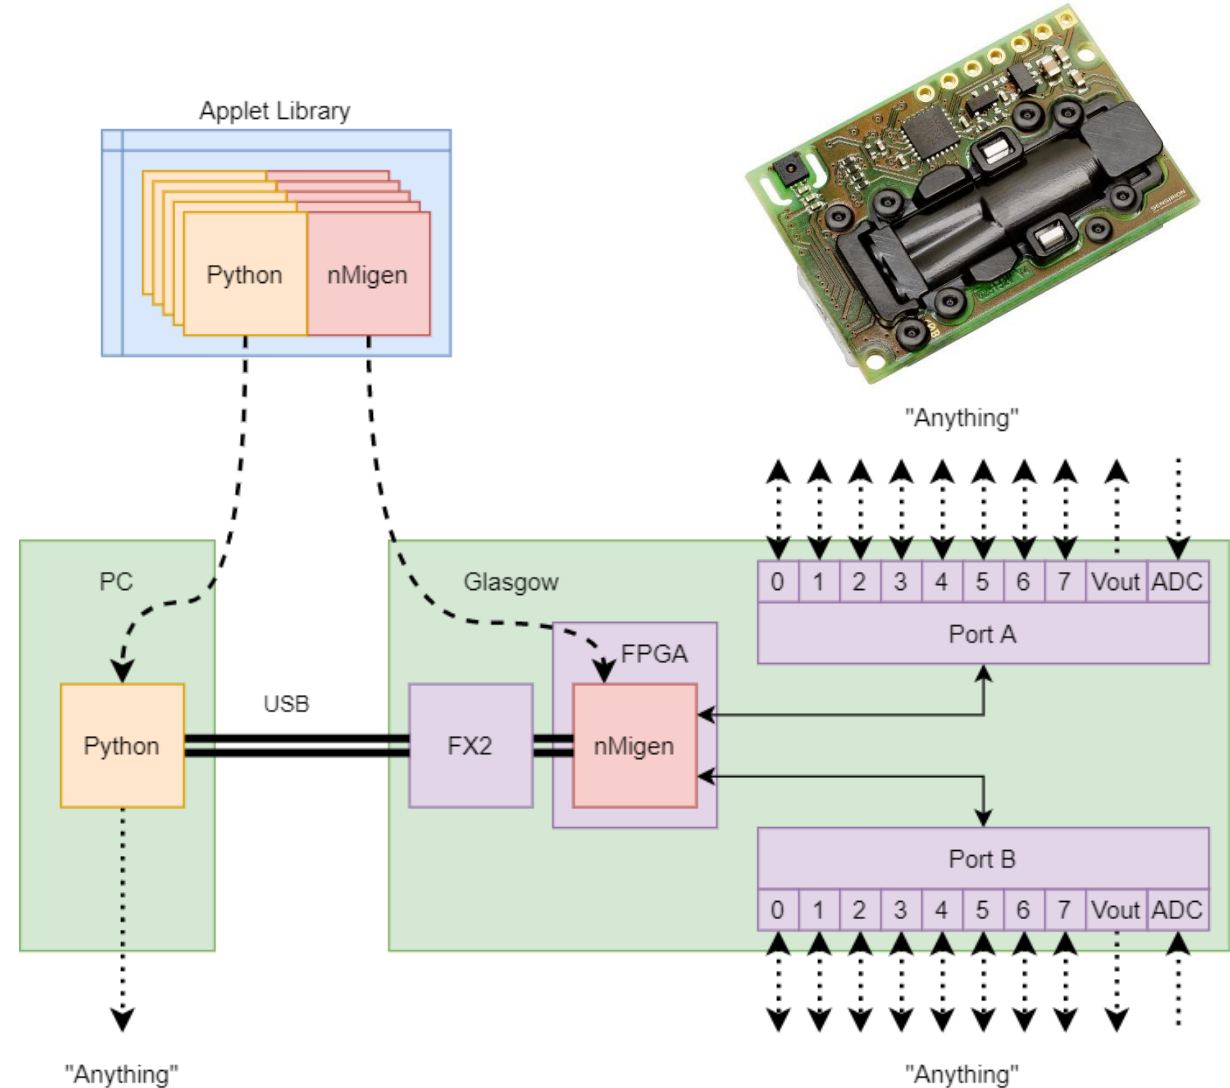 Applet Library
Python
nMigen
SENSIRION
"Anything"
0 1 2 3 4 5 6 7 Vout ADC
Port A
PC
Glasgow
FPGA
USB
Python
FX2
nMigen
Port B
0 1 2 3 4 5 6 7 Vout ADC
"Anything"
"Anything"